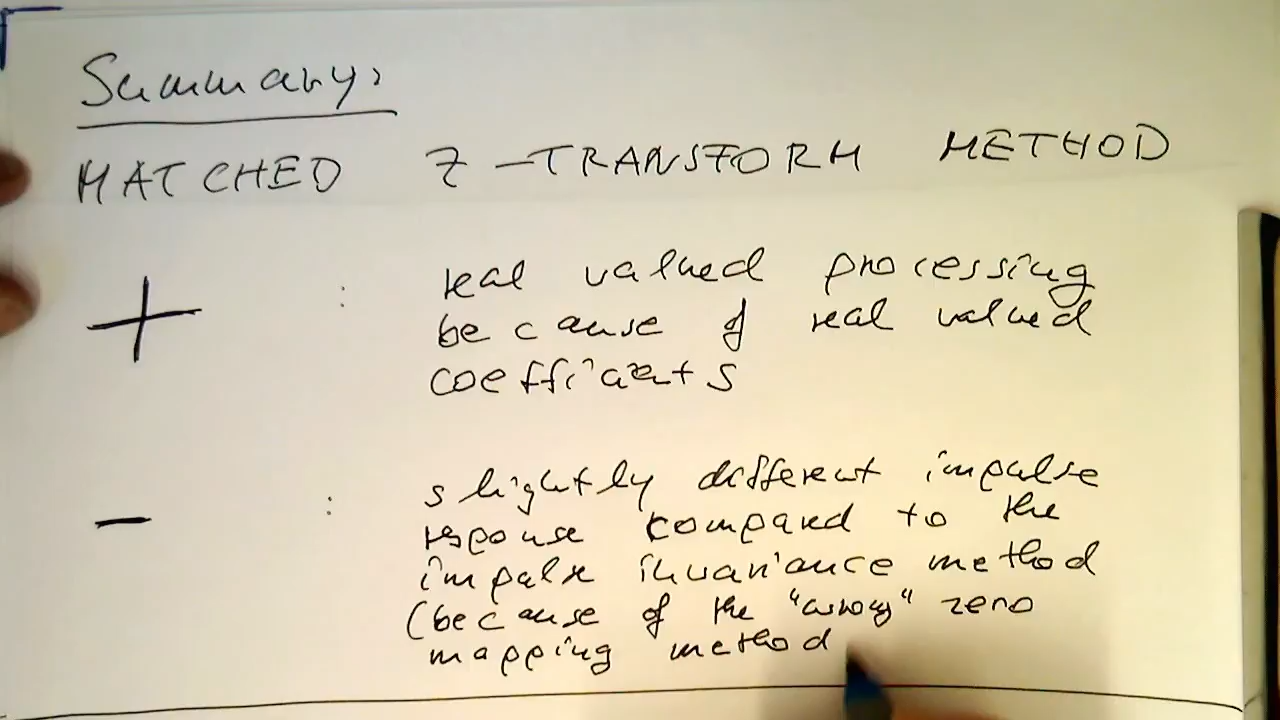 Summary:
MATCHED Z-TRANSFORM METHOD
+ : real valued processing
because of real valued
coefficients
- : slightly different impulse
response compared to the
impulse invariance method
(because of the "wrong" zero
mapping method